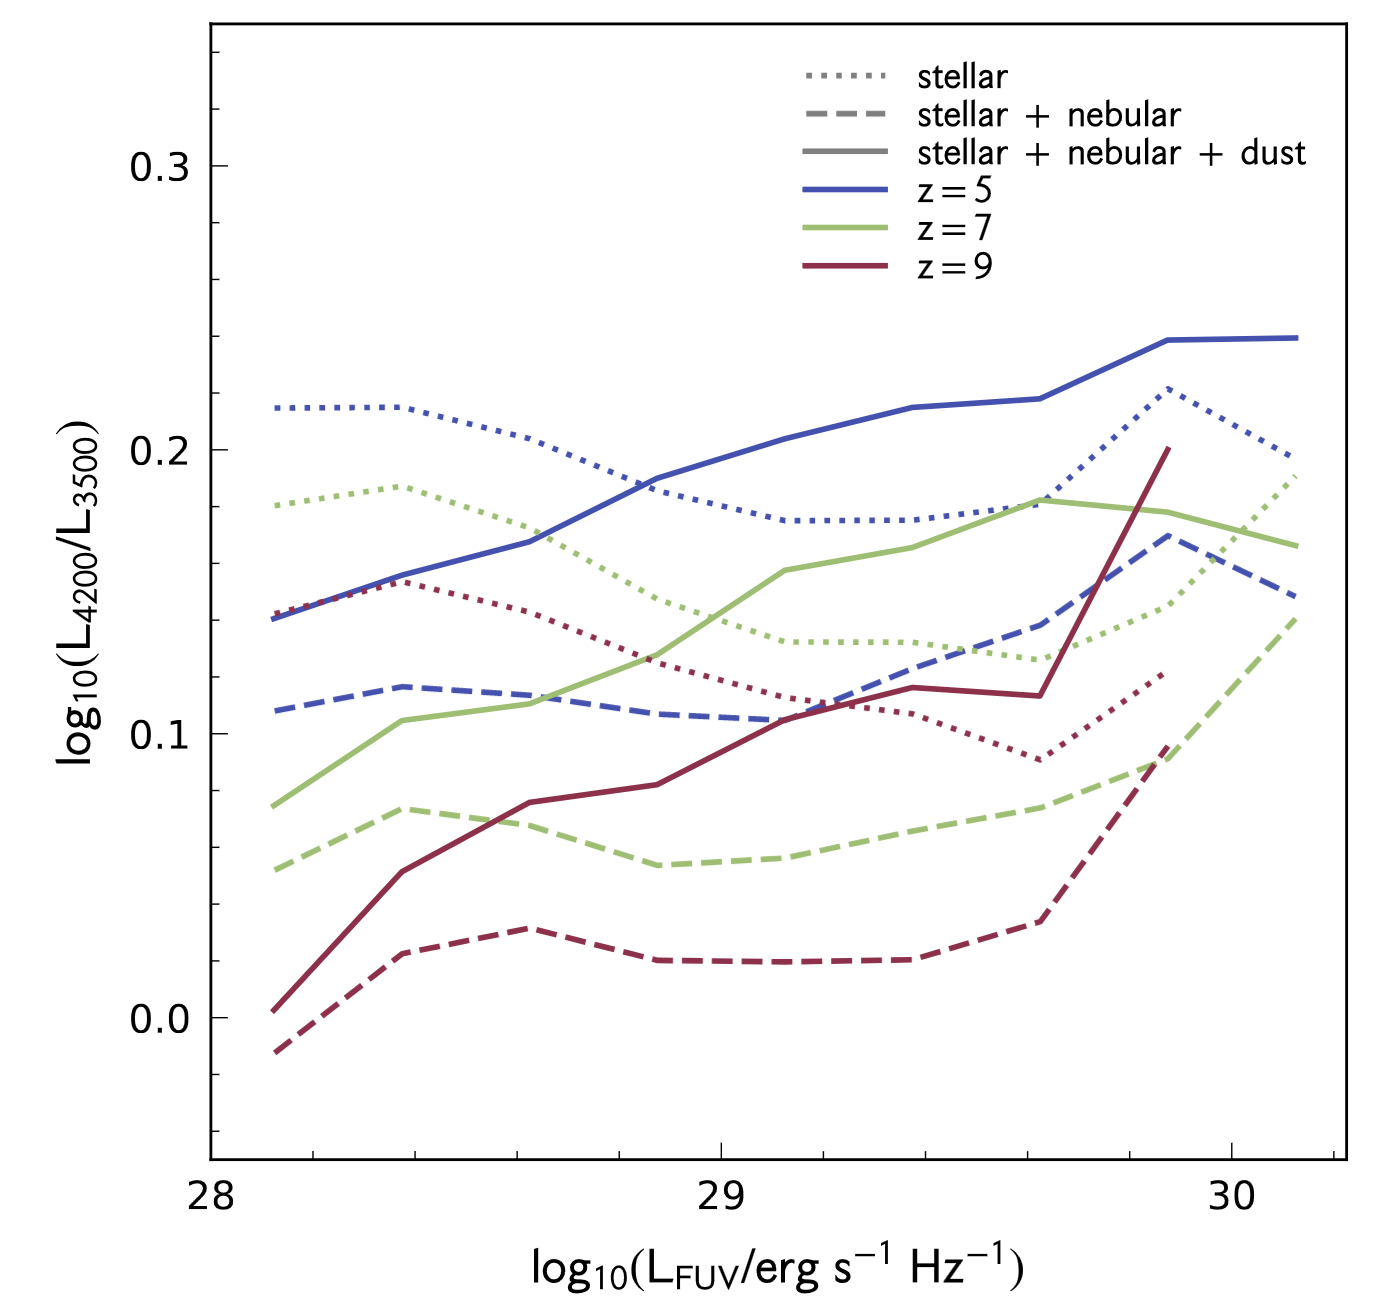 stellar
stellar + nebular
stellar + nebular + dust
z = 5
z = 7
z = 9
0.3
0.2
0.1
0.0
log₁₀(L₄₂₀₀/L₃₅₀₀)
28
29
30
log₁₀(L_FUV/erg s⁻¹ Hz⁻¹)